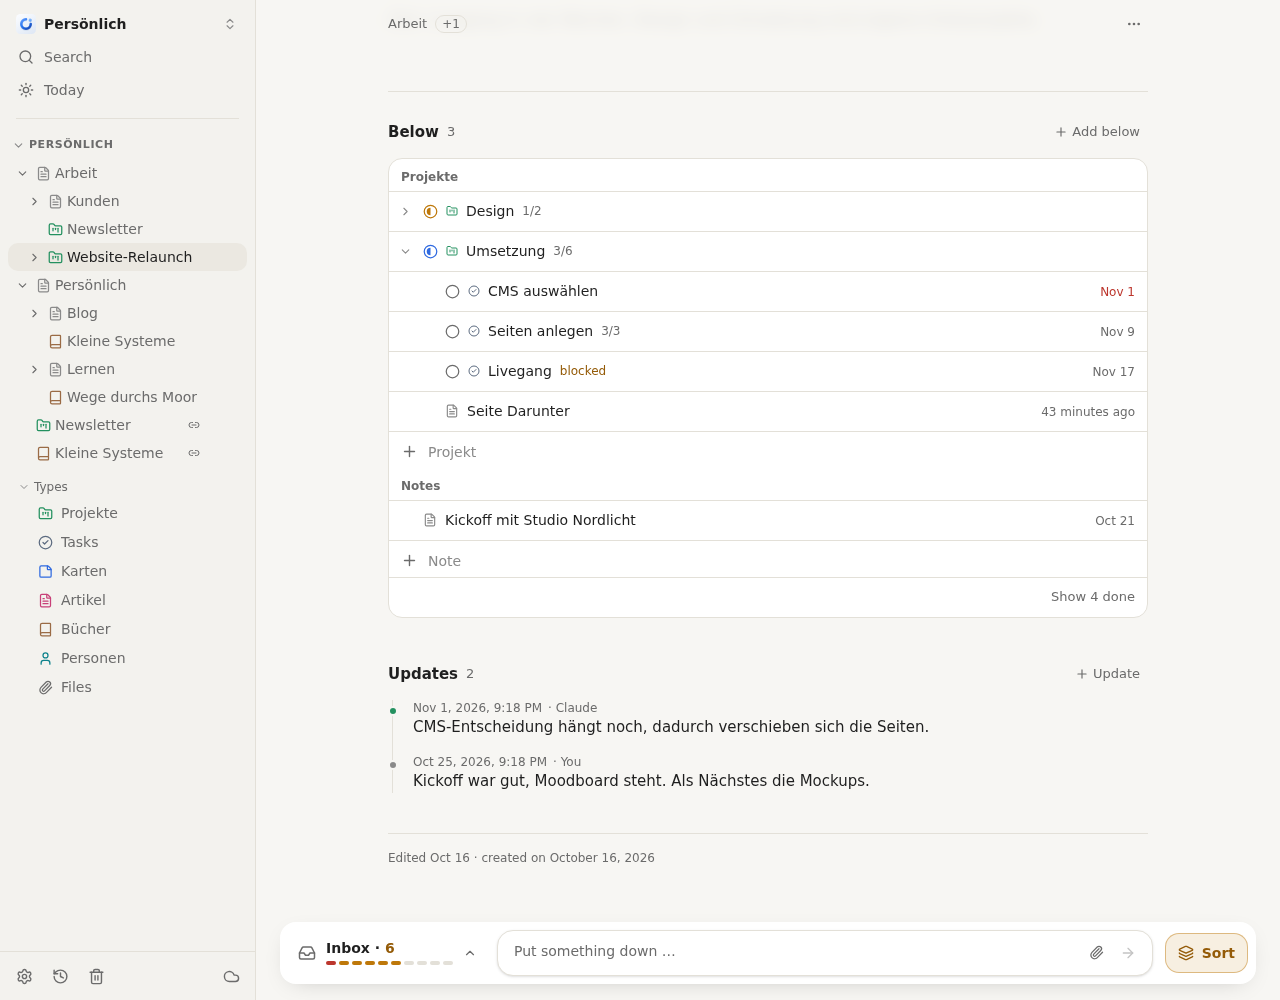 Persönlich
Search
Today
PERSÖNLICH
Arbeit
Kunden
Newsletter
Website-Relaunch
Persönlich
Blog
Kleine Systeme
Lernen
Wege durchs Moor
Newsletter
Kleine Systeme
Types
Projekte
Tasks
Karten
Artikel
Bücher
Personen
Files
Arbeit +1
Below 3
Add below
Projekte
Design 1/2
Umsetzung 3/6
CMS auswählen Nov 1
Seiten anlegen 3/3 Nov 9
Livegang blocked Nov 17
Seite Darunter 43 minutes ago
Projekt
Notes
Kickoff mit Studio Nordlicht Oct 21
Note
Show 4 done
Updates 2
Update
Nov 1, 2026, 9:18 PM · Claude
CMS-Entscheidung hängt noch, dadurch verschieben sich die Seiten.
Oct 25, 2026, 9:18 PM · You
Kickoff war gut, Moodboard steht. Als Nächstes die Mockups.
Edited Oct 16 · created on October 16, 2026
Inbox · 6
Put something down …
Sort